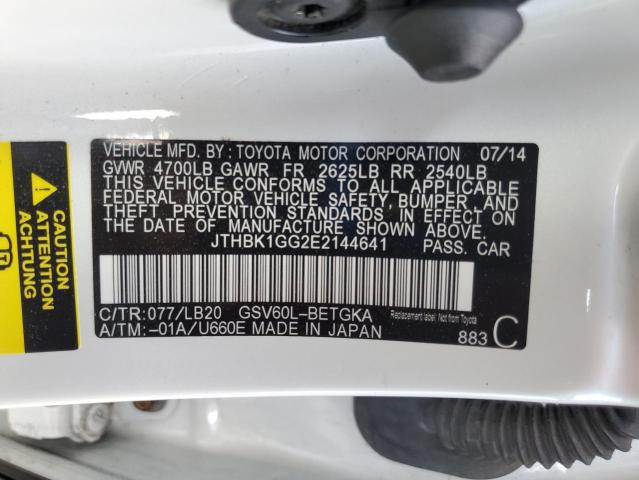 CAUTION
ATTENTION
CAUTION
VEHICLE MFD BY: TOYOTA MOTOR CORPORATION 07/14
GVWR 4700LB GAWR FR 2625LB RR 2540LB
THIS VEHICLE CONFORMS TO ALL APPLICABLE
FEDERAL MOTOR VEHICLE SAFETY, BUMPER, AND
THEFT PREVENTION STANDARDS IN EFFECT ON
THE DATE OF MANUFACTURE SHOWN ABOVE.
JTHBK1GG2E2144641 PASS. CAR
C/TR:077/LB20 GSV60L-BETGKA
A/TM:-01A/U660E MADE IN JAPAN
Replacement label: Not from Toyota
883 C